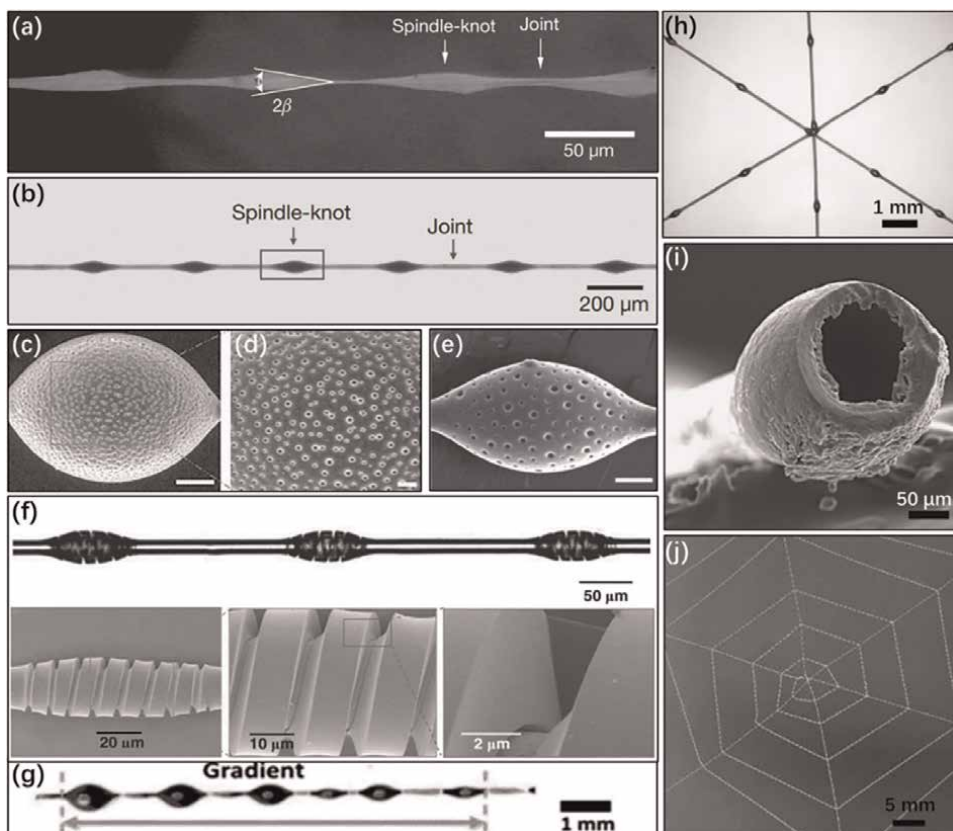 (a)
Spindle-knot
Joint
2β
50 μm
(b)
Spindle-knot
Joint
200 μm
(c)
(d)
(e)
(f)
50 μm
20 μm
10 μm
2 μm
(g)
Gradient
1 mm
(h)
1 mm
(i)
50 μm
(j)
5 mm